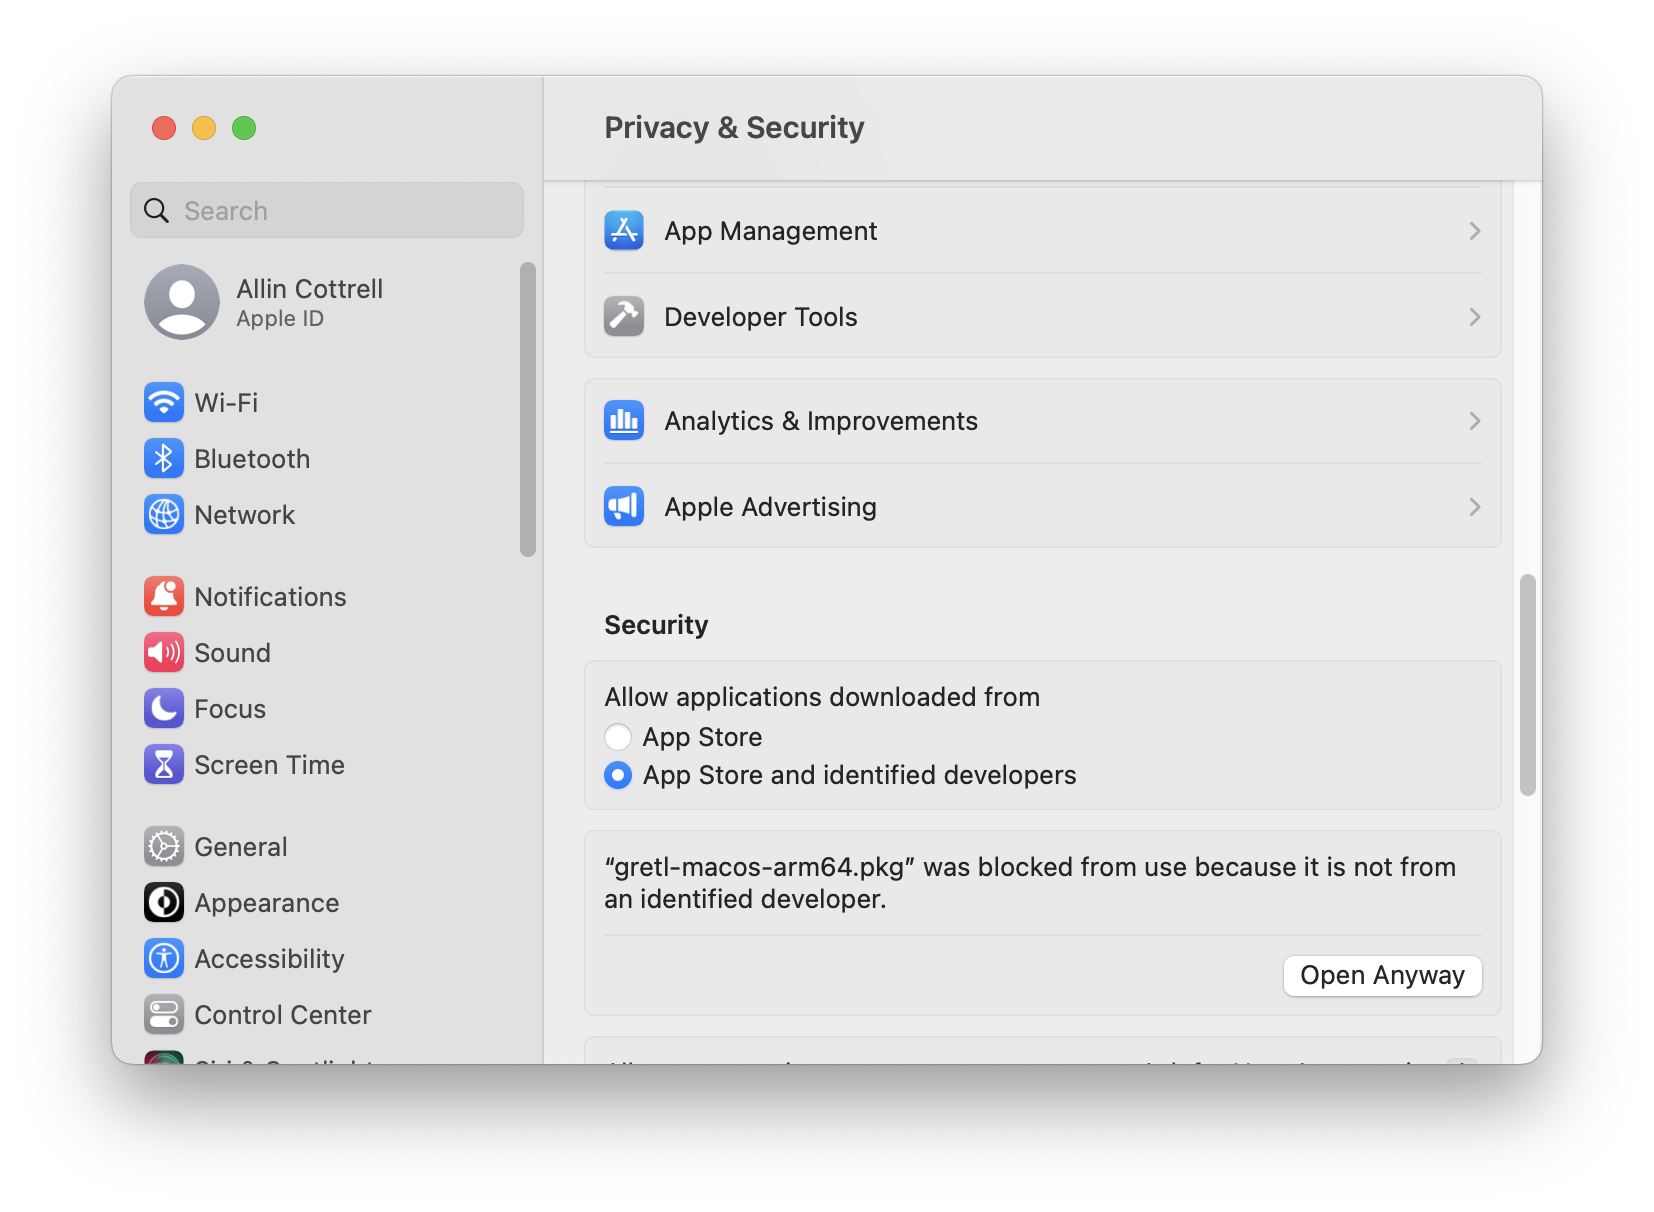 Privacy & Security
Search
Allin Cottrell
Apple ID
Wi-Fi
Bluetooth
Network
Notifications
Sound
Focus
Screen Time
General
Appearance
Accessibility
Control Center
App Management
Developer Tools
Analytics & Improvements
Apple Advertising
Security
Allow applications downloaded from
App Store
App Store and identified developers
“gretl-macos-arm64.pkg” was blocked from use because it is not from
an identified developer.
Open Anyway